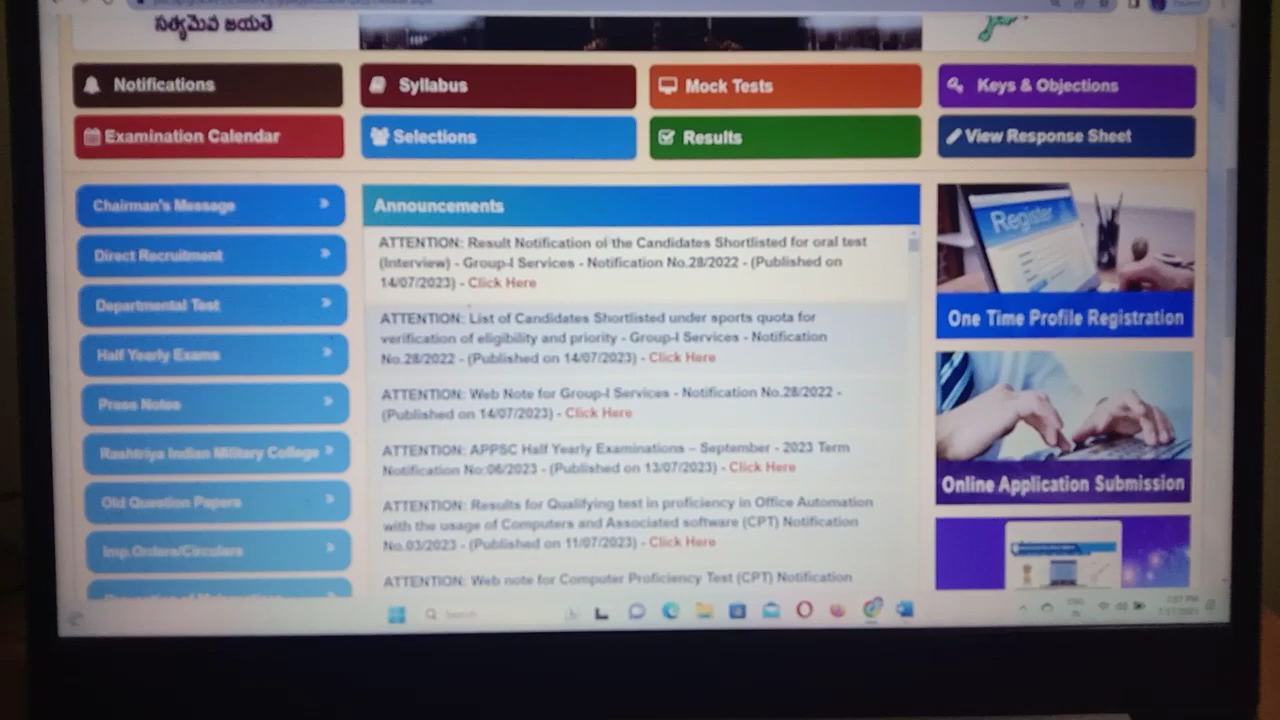 సత్యమేవ జయతే
Notifications
Syllabus
Mock Tests
Keys & Objections
Examination Calendar
Selections
Results
View Response Sheet
Chairman's Message
Direct Recruitment
Departmental Test
Half Yearly Exams
Press Notes
Rashtriya Indian Military College
Old Question Papers
Imp.Orders/Circulars
Announcements
ATTENTION: Result Notification of the Candidates Shortlisted for oral test
(Interview) - Group-I Services - Notification No.28/2022 - (Published on
14/07/2023) - Click Here
ATTENTION: List of Candidates Shortlisted under sports quota for
verification of eligibility and priority - Group-I Services - Notification
No.28/2022 - (Published on 14/07/2023) - Click Here
ATTENTION: Web Note for Group-I Services - Notification No.28/2022 -
(Published on 14/07/2023) - Click Here
ATTENTION: APPSC Half Yearly Examinations – September - 2023 Term
Notification No:06/2023 - (Published on 13/07/2023) - Click Here
ATTENTION: Results for Qualifying test in proficiency in Office Automation
with the usage of Computers and Associated software (CPT) Notification
No.03/2023 - (Published on 11/07/2023) - Click Here
ATTENTION: Web note for Computer Proficiency Test (CPT) Notification
Register
One Time Profile Registration
Online Application Submission
Search
7:07 PM